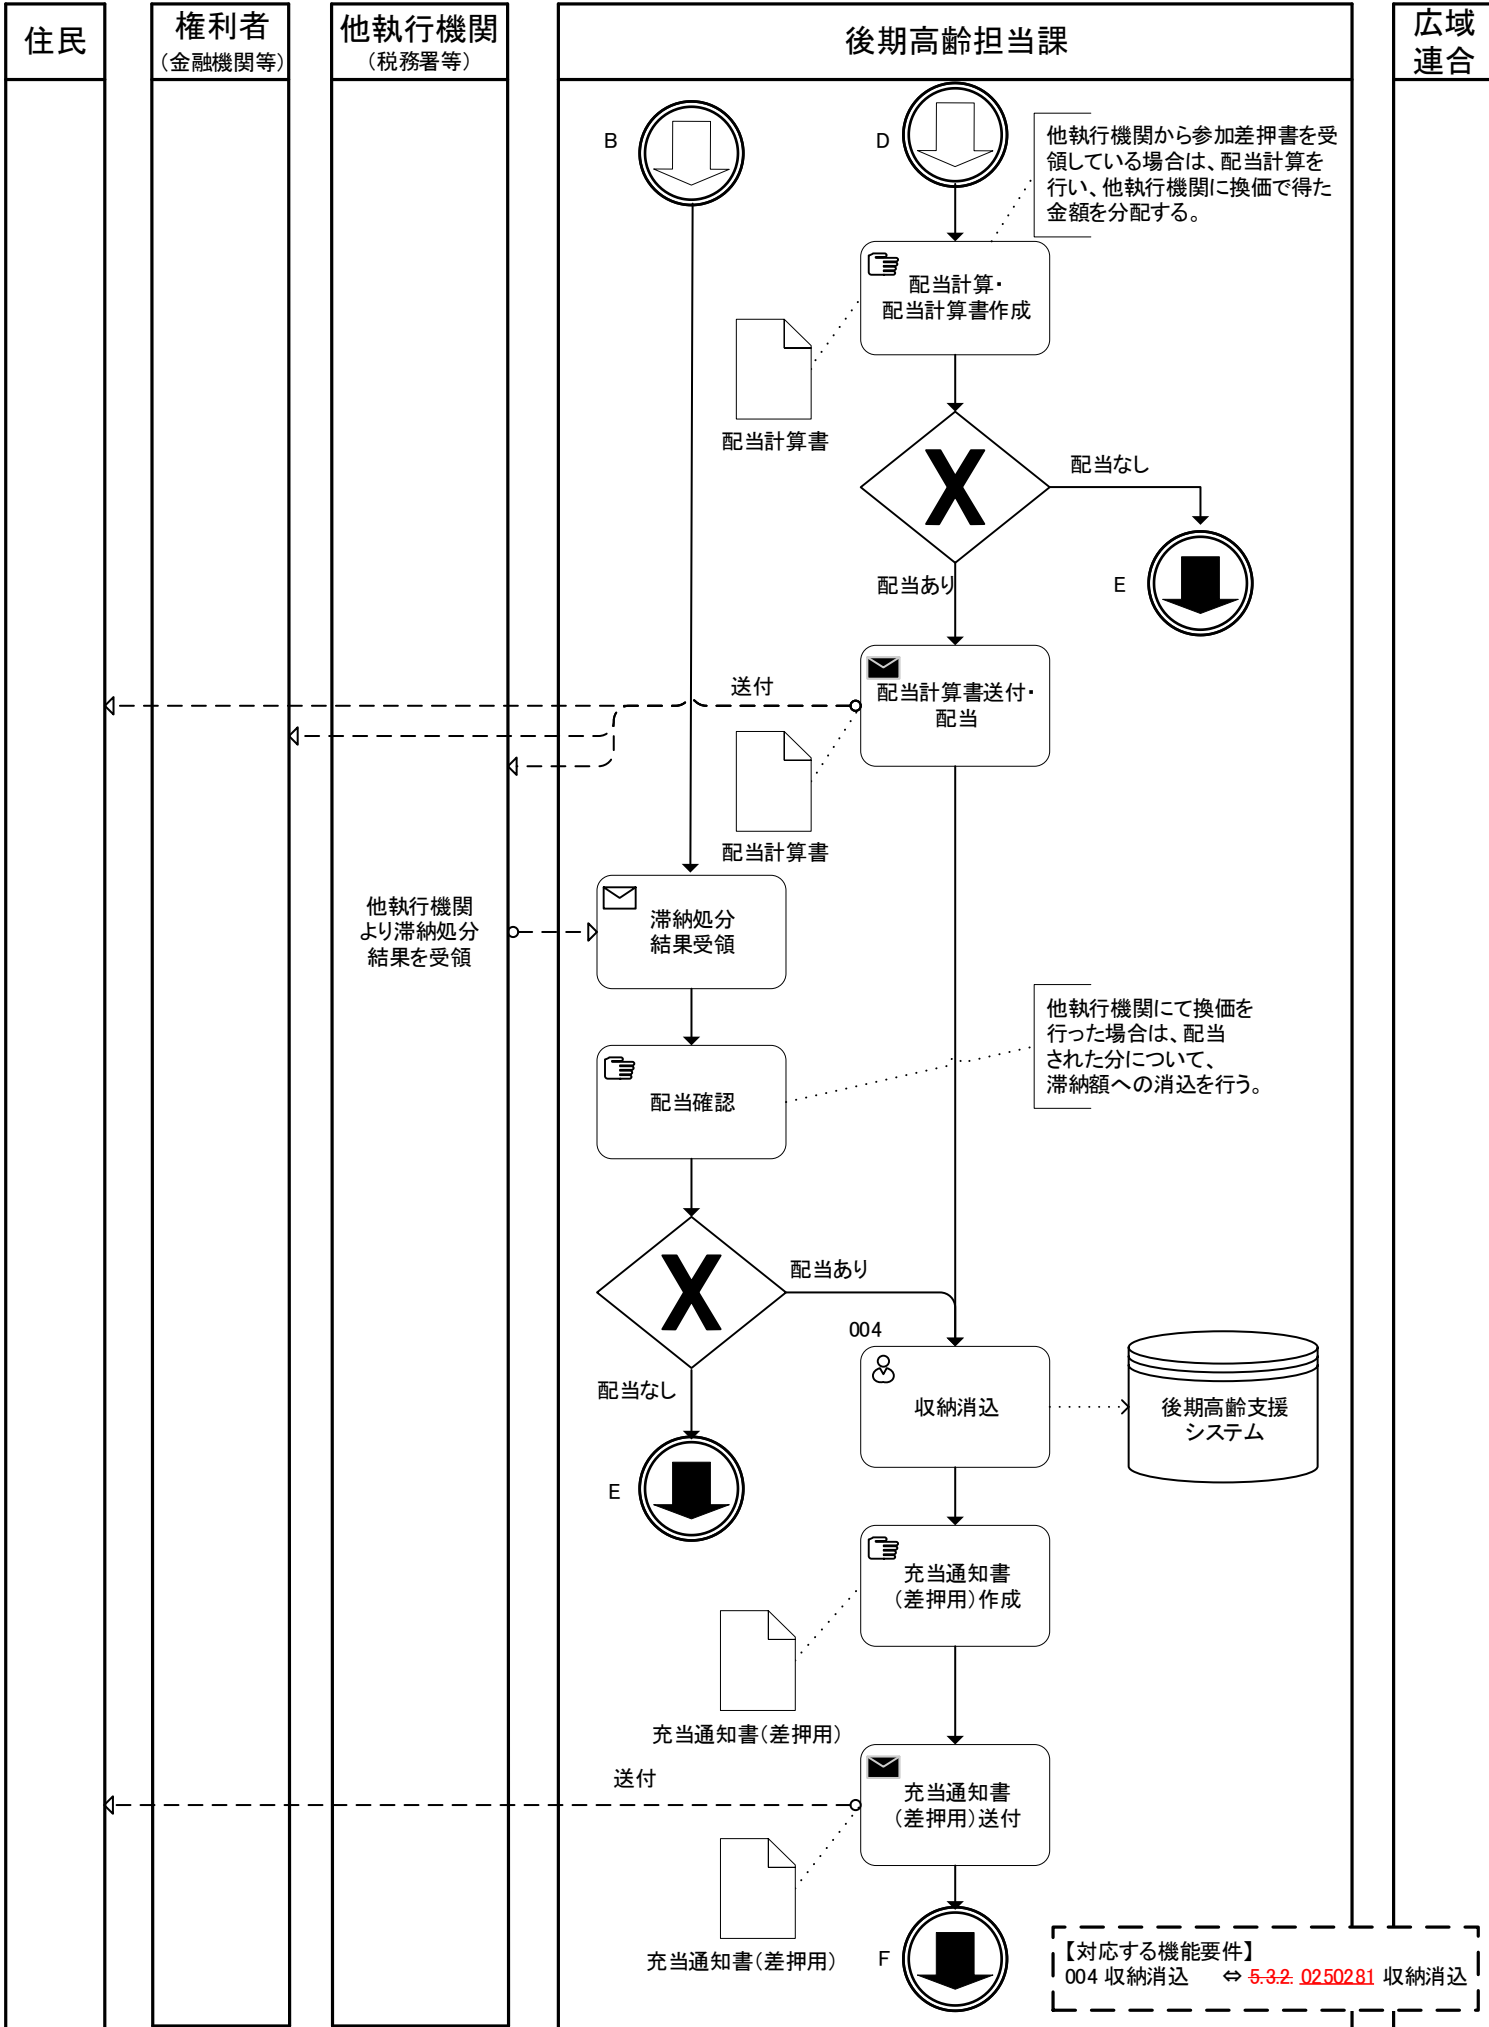 住民
権利者
（金融機関等）
他執行機関
（税務署等）
後期高齢担当課
広域
連合
B
D
他執行機関から参加差押書を受
領している場合は、配当計算を
行い、他執行機関に換価で得た
金額を分配する。
配当計算・
配当計算書作成
配当計算書
配当なし
配当あり
E
送付
配当計算書送付・
配当
配当計算書
他執行機関
より滞納処分
結果を受領
滞納処分
結果受領
他執行機関にて換価を
行った場合は、配当
された分について、
滞納額への消込を行う。
配当確認
配当あり
004
配当なし
収納消込
後期高齢支援
システム
E
充当通知書
（差押用）作成
充当通知書（差押用）
送付
充当通知書
（差押用）送付
充当通知書（差押用）
F
【対応する機能要件】
004 収納消込 ⇔ 5.3.2. 0250281 収納消込